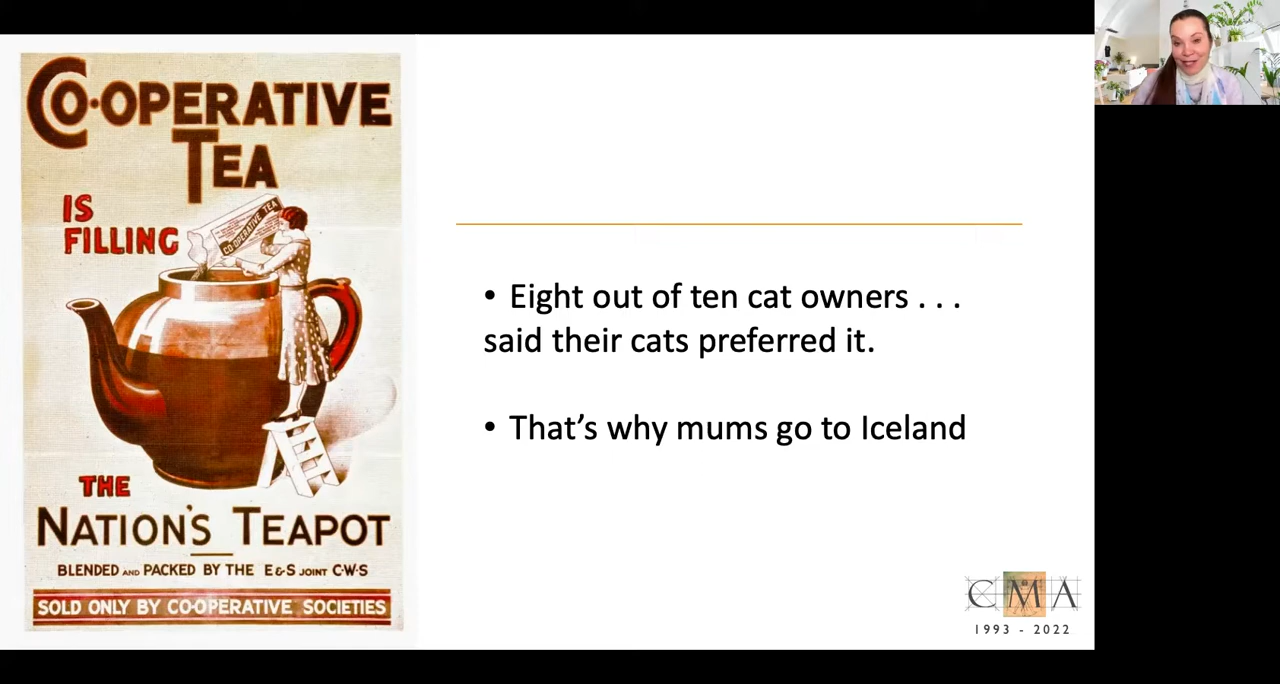 CO-OPERATIVE
TEA
IS
FILLING
CO-OPERATIVE TEA
THE
NATION'S TEAPOT
BLENDED AND PACKED BY THE E&S JOINT C·W·S
SOLD ONLY BY CO-OPERATIVE SOCIETIES
• Eight out of ten cat owners . . .
said their cats preferred it.
• That’s why mums go to Iceland
CMA
1993 - 2022